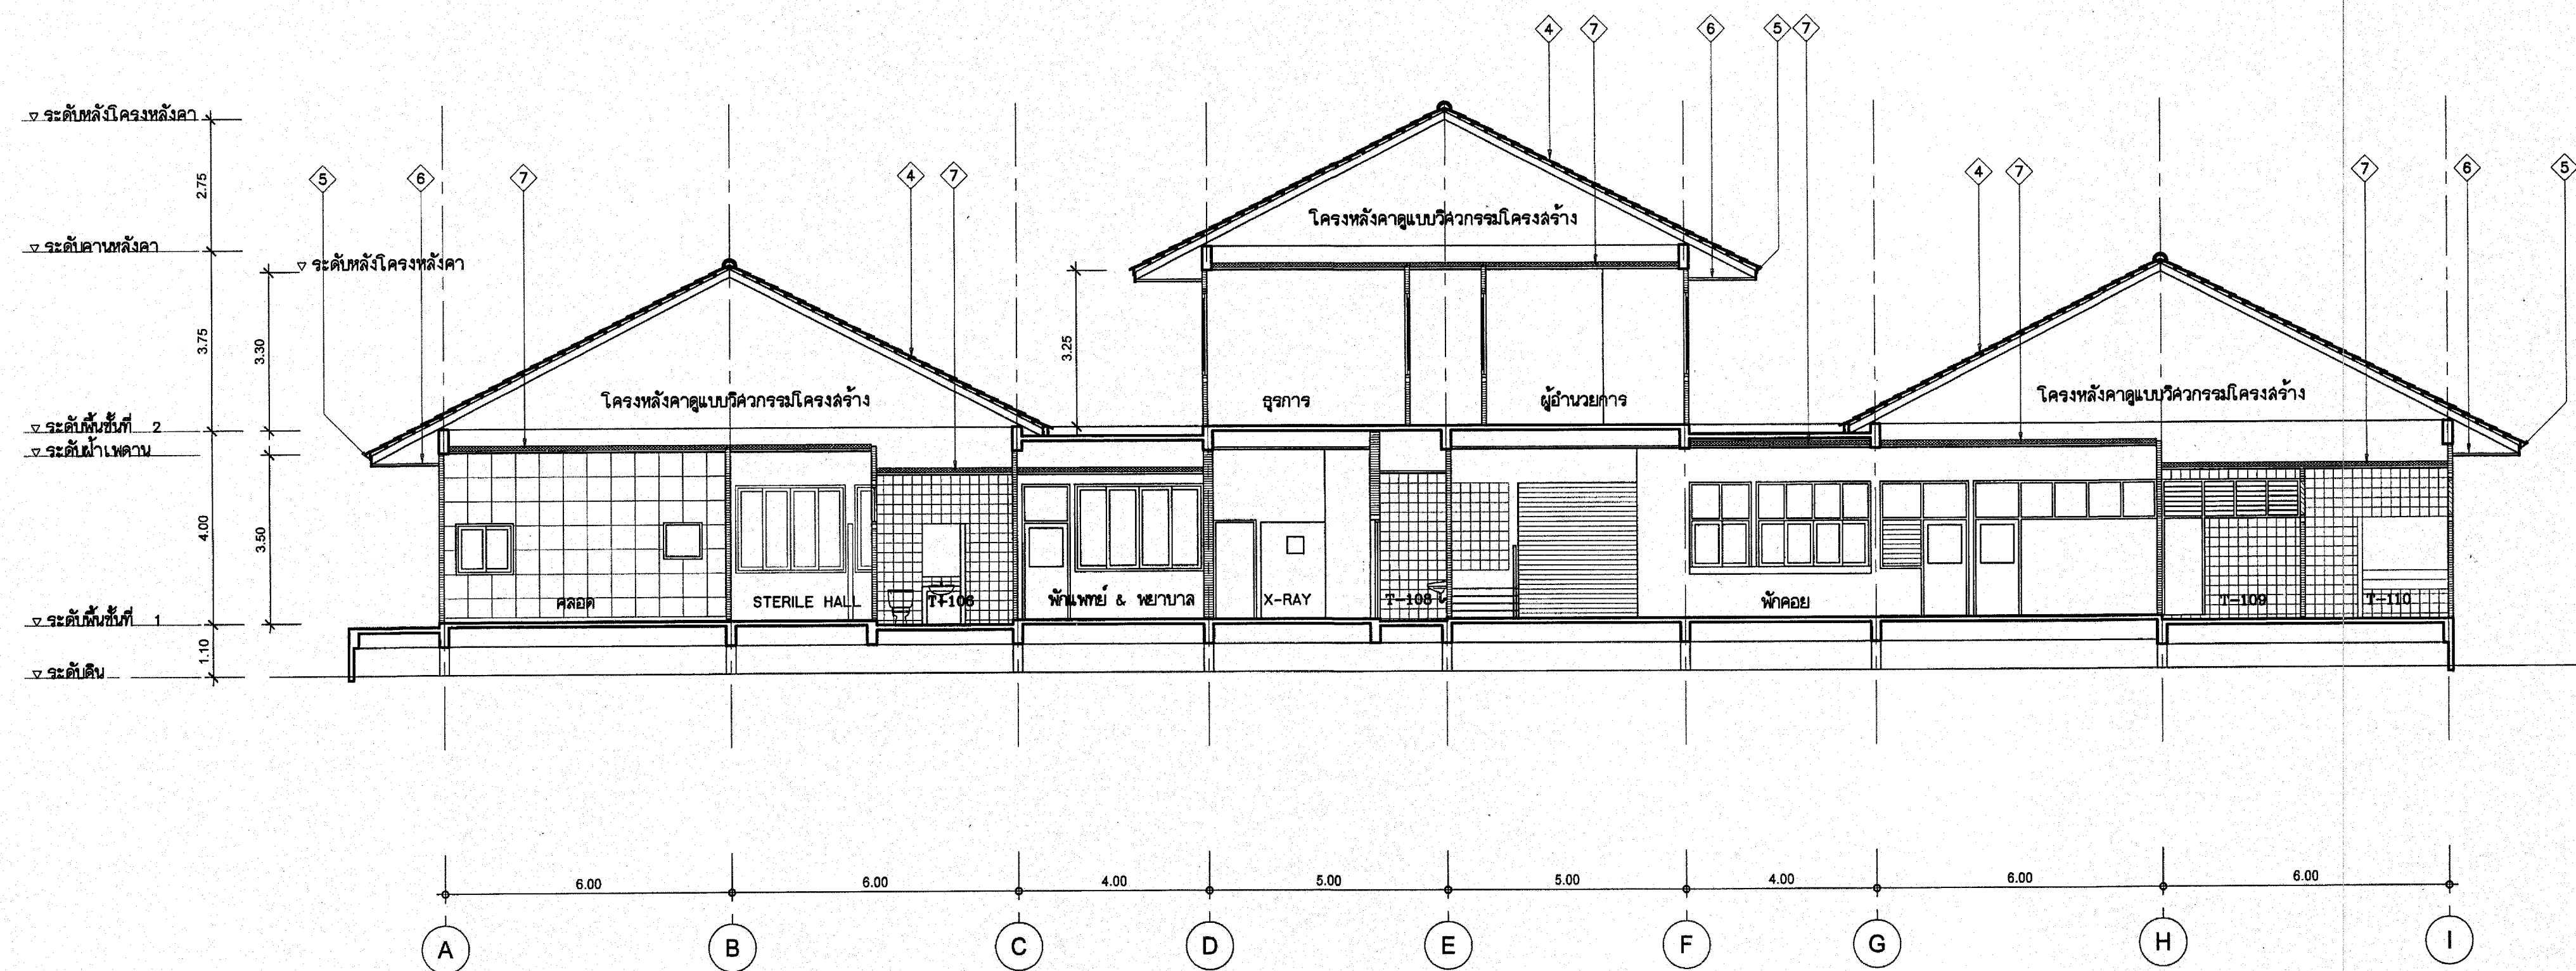 4 7 6 5 7
▽ ระดับหลังโครงหลังคา
2.75
5 6 7 4 7 4 7 7 6 5
โครงหลังคาดูแบบวิศวกรรมโครงสร้าง
▽ ระดับคานหลังคา
▽ ระดับหลังโครงหลังคา
3.75
3.30
3.25
โครงหลังคาดูแบบวิศวกรรมโครงสร้าง
ธุรการ
ผู้อำนวยการ
โครงหลังคาดูแบบวิศวกรรมโครงสร้าง
▽ ระดับพื้นชั้นที่ 2
▽ ระดับฝ้าเพดาน
4.00
3.50
คลอด
STERILE HALL
T-106
พักแพทย์ & พยาบาล
X-RAY
T-108
พักคอย
T-109
T-110
▽ ระดับพื้นชั้นที่ 1
1.10
▽ ระดับดิน
6.00 6.00 4.00 5.00 5.00 4.00 6.00 6.00
A B C D E F G H I